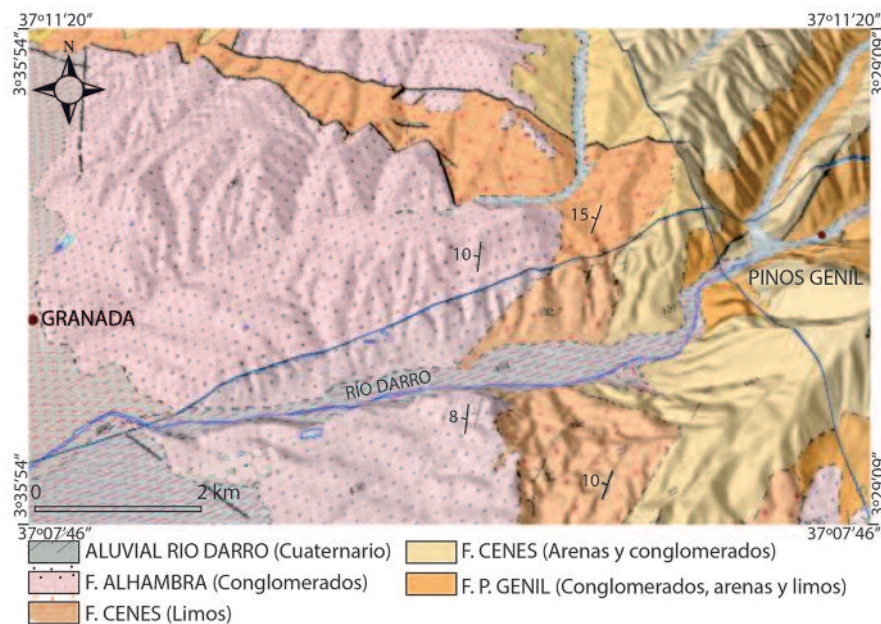 37º11'20" 37º11'20"
3º35'54" 3º29'09"
N
15
10
PINOS GENIL
GRANADA
RÍO DARRO
8
10
3º35'54" 3º29'09"
0 2 km
37º07'46" 37º07'46"
ALUVIAL RIO DARRO (Cuaternario)
F. ALHAMBRA (Conglomerados)
F. CENES (Limos)
F. CENES (Arenas y conglomerados)
F. P. GENIL (Conglomerados, arenas y limos)